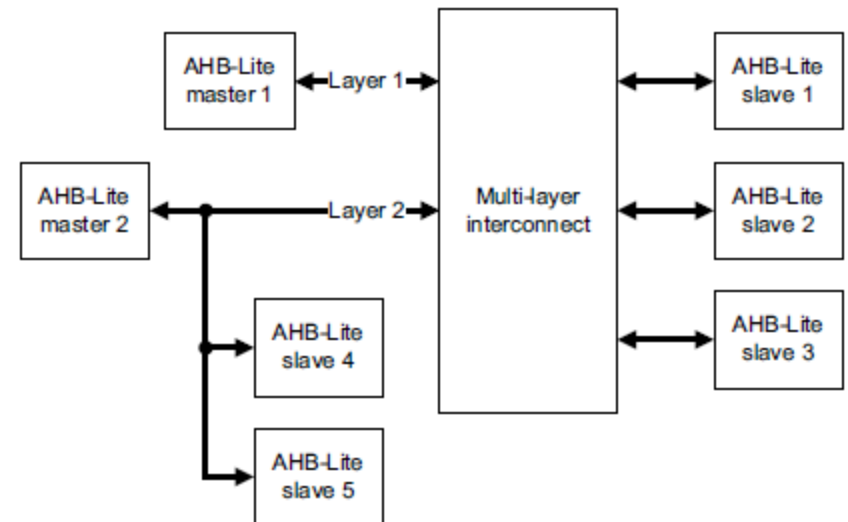 AHB-Lite
master 1
Layer 1
AHB-Lite
slave 1
AHB-Lite
master 2
Layer 2
Multi-layer
interconnect
AHB-Lite
slave 2
AHB-Lite
slave 4
AHB-Lite
slave 3
AHB-Lite
slave 5